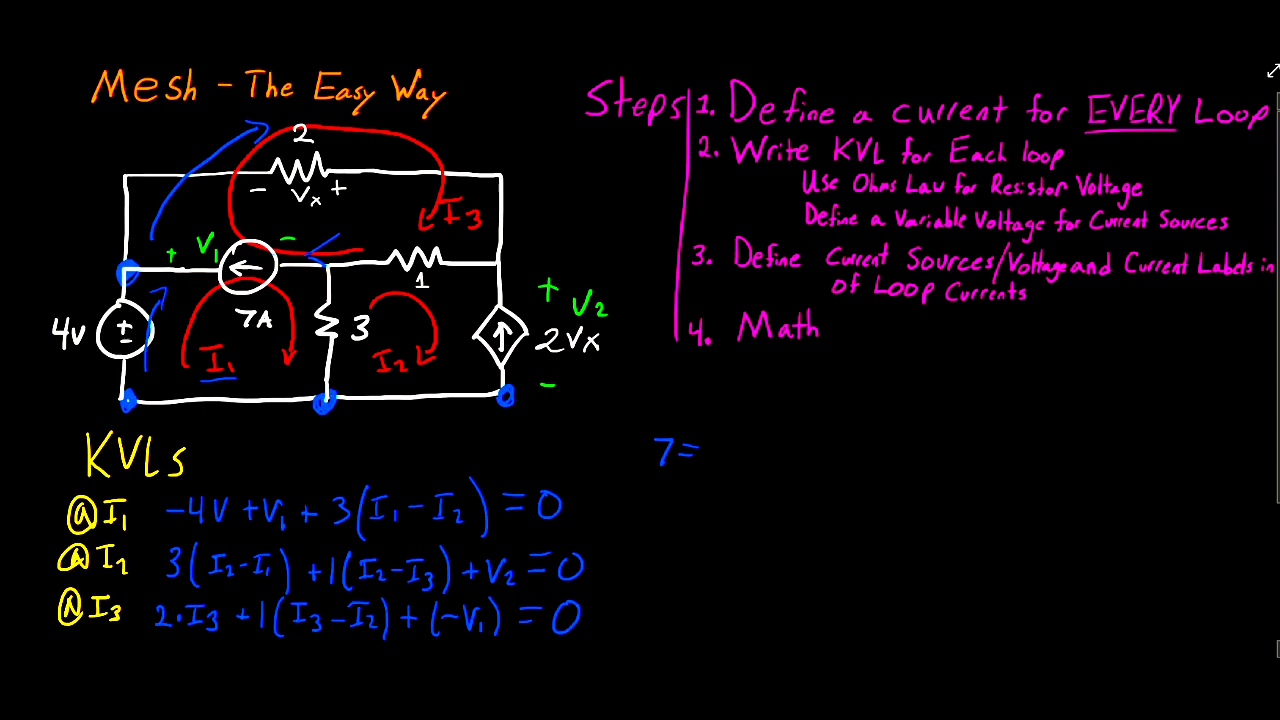 Mesh - The Easy Way
Steps
1. Define a current for EVERY Loop
2. Write KVL for Each loop
Use Ohms Law for Resistor Voltage
Define a Variable Voltage for Current Sources
3. Define Current Sources/Voltage and Current Labels in
of Loop Currents
4. Math
2
- Vx +
I3
+ V1 -
1
4V
+
-
7A
3
I1
I2
+
V2
2Vx
-
KVLs
@I1 -4V + V1 + 3(I1 - I2) = 0
@I2 3(I2-I1) + 1(I2-I3) + V2 = 0
@I3 2·I3 + 1(I3 - I2) + (-V1) = 0
7=